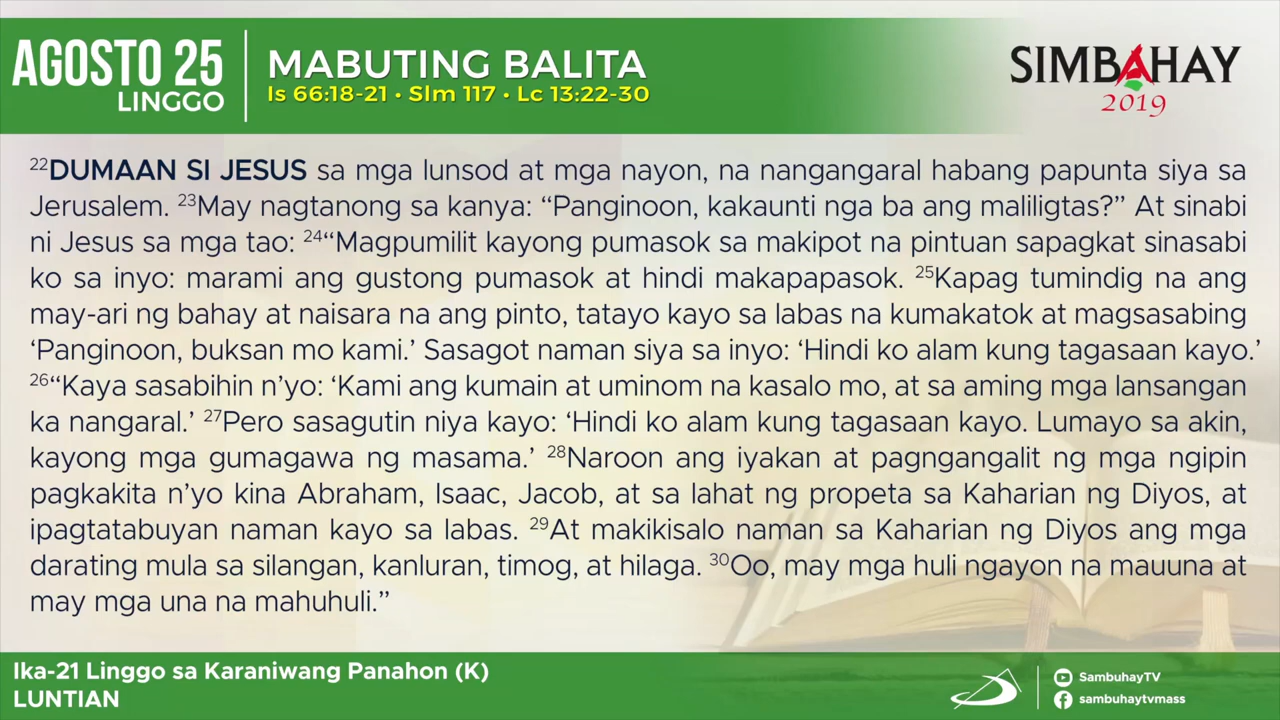 AGOSTO 25
LINGGO
MABUTING BALITA
Is 66:18-21 • Slm 117 • Lc 13:22-30
SIMBAHAY
2019
²²DUMAAN SI JESUS sa mga lunsod at mga nayon, na nangangaral habang papunta siya sa
Jerusalem. ²³May nagtanong sa kanya: “Panginoon, kakaunti nga ba ang maliligtas?” At sinabi
ni Jesus sa mga tao: ²⁴“Magpumilit kayong pumasok sa makipot na pintuan sapagkat sinasabi
ko sa inyo: marami ang gustong pumasok at hindi makapapasok. ²⁵Kapag tumindig na ang
may-ari ng bahay at naisara na ang pinto, tatayo kayo sa labas na kumakatok at magsasabing
‘Panginoon, buksan mo kami.’ Sasagot naman siya sa inyo: ‘Hindi ko alam kung tagasaan kayo.’
²⁶“Kaya sasabihin n’yo: ‘Kami ang kumain at uminom na kasalo mo, at sa aming mga lansangan
ka nangaral.’ ²⁷Pero sasagutin niya kayo: ‘Hindi ko alam kung tagasaan kayo. Lumayo sa akin,
kayong mga gumagawa ng masama.’ ²⁸Naroon ang iyakan at pagngangalit ng mga ngipin
pagkakita n’yo kina Abraham, Isaac, Jacob, at sa lahat ng propeta sa Kaharian ng Diyos, at
ipagtatabuyan naman kayo sa labas. ²⁹At makikisalo naman sa Kaharian ng Diyos ang mga
darating mula sa silangan, kanluran, timog, at hilaga. ³⁰Oo, may mga huli ngayon na mauuna at
may mga una na mahuhuli.”
Ika-21 Linggo sa Karaniwang Panahon (K)
LUNTIAN
SambuhayTV
sambuhaytvmass